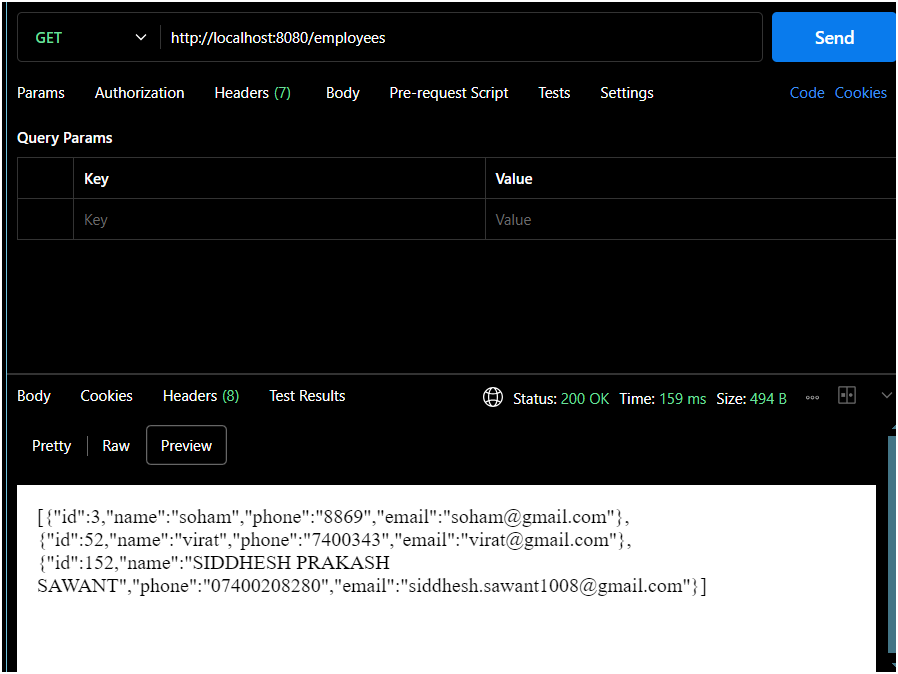 GET http://localhost:8080/employees Send
Params Authorization Headers (7) Body Pre-request Script Tests Settings Code Cookies
Query Params
Key Value
Key Value
Body Cookies Headers (8) Test Results Status: 200 OK Time: 159 ms Size: 494 B
Pretty Raw Preview
[{"id":3,"name":"soham","phone":"8869","email":"soham@gmail.com"},
{"id":52,"name":"virat","phone":"7400343","email":"virat@gmail.com"},
{"id":152,"name":"SIDDHESH PRAKASH
SAWANT","phone":"07400208280","email":"siddhesh.sawant1008@gmail.com"}]